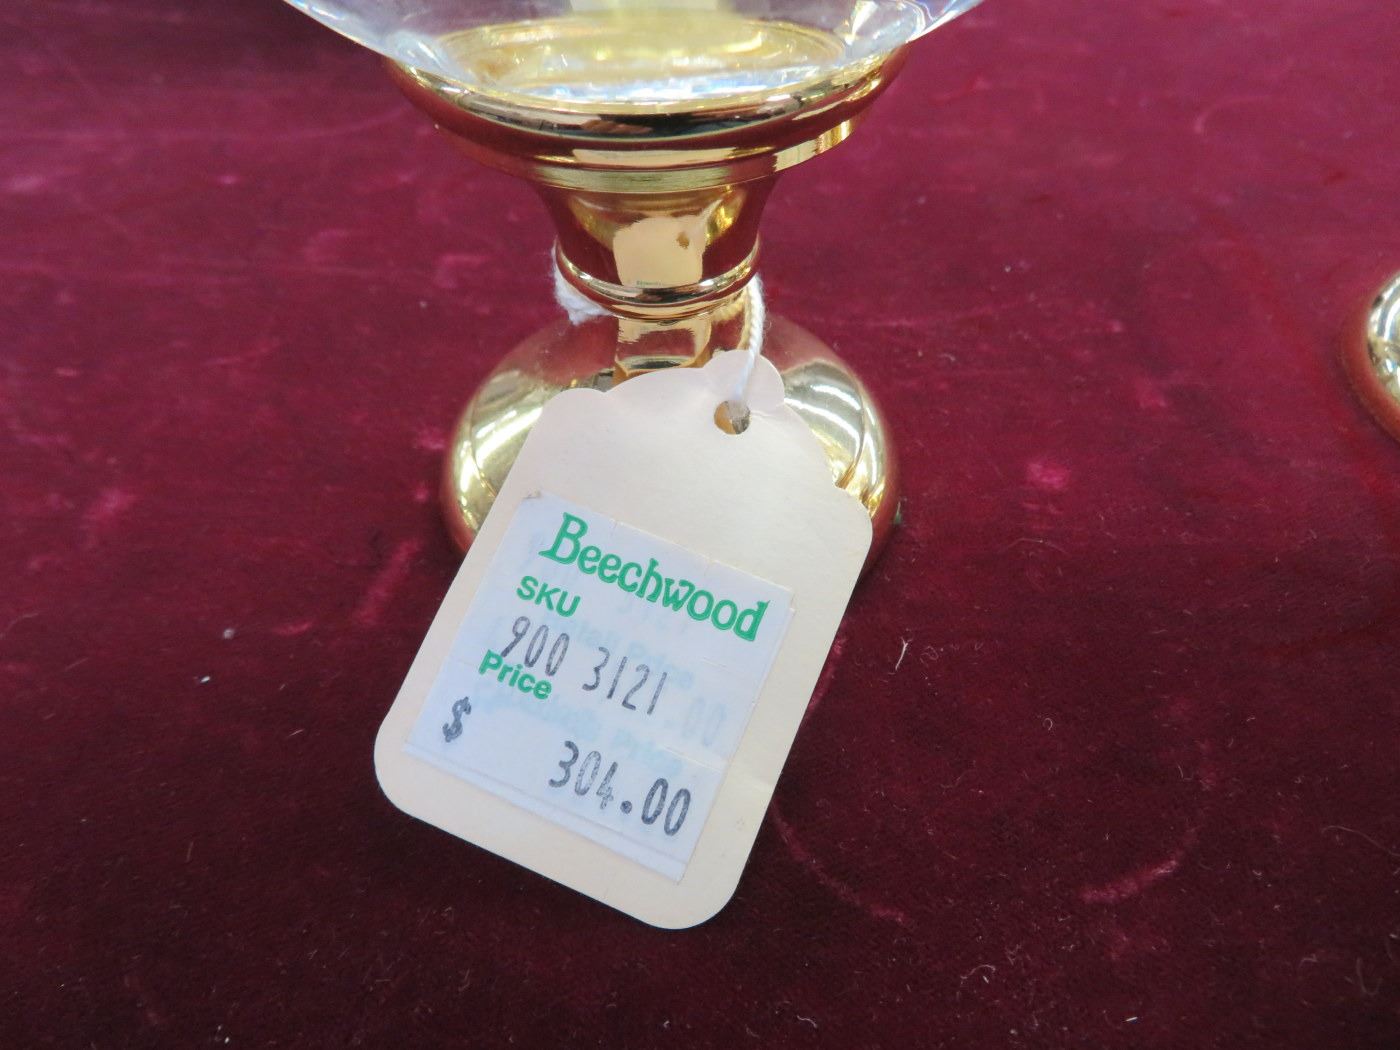 Beechwood
SKU
900 3121
Price
$ 304.00